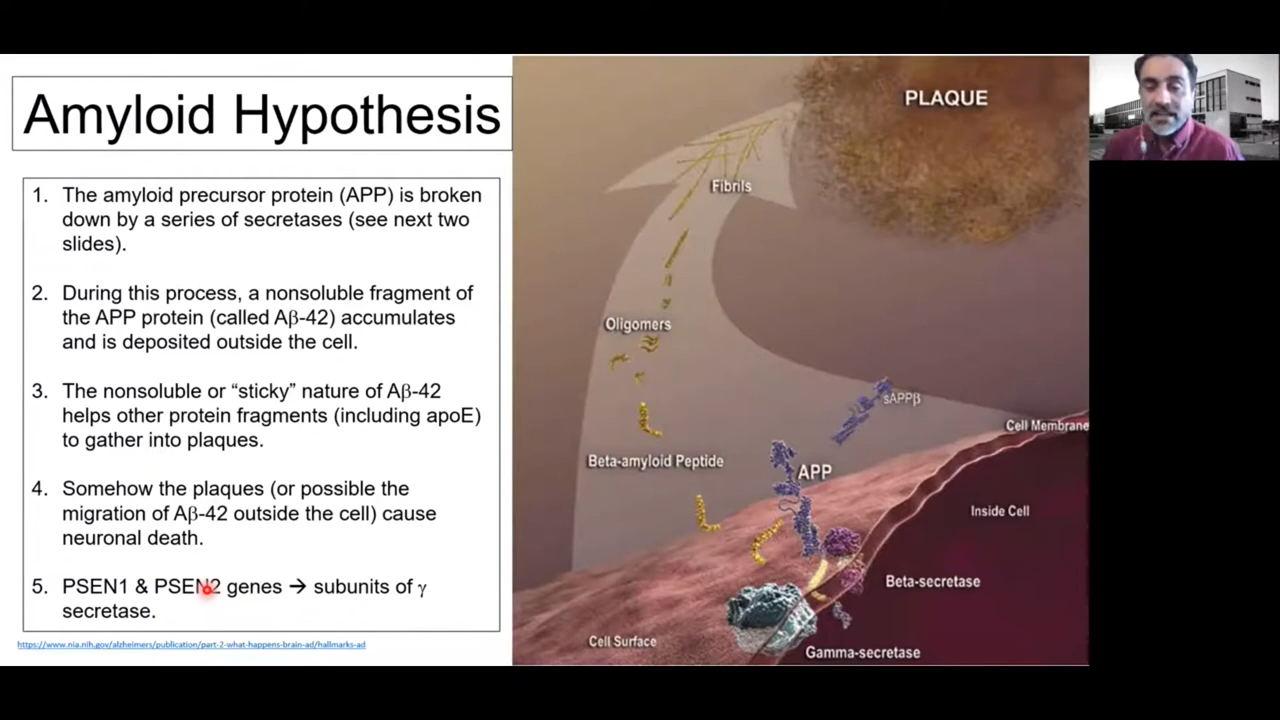 Amyloid Hypothesis
1. The amyloid precursor protein (APP) is broken
down by a series of secretases (see next two
slides).
2. During this process, a nonsoluble fragment of
the APP protein (called Aβ-42) accumulates
and is deposited outside the cell.
3. The nonsoluble or “sticky” nature of Aβ-42
helps other protein fragments (including apoE)
to gather into plaques.
4. Somehow the plaques (or possible the
migration of Aβ-42 outside the cell) cause
neuronal death.
5. PSEN1 & PSEN2 genes → subunits of γ
secretase.
https://www.nia.nih.gov/alzheimers/publication/part-2-what-happens-brain-ad/hallmarks-ad
PLAQUE
Fibrils
Oligomers
sAPPβ
Cell Membrane
Beta-amyloid Peptide
APP
Inside Cell
Beta-secretase
Cell Surface
Gamma-secretase